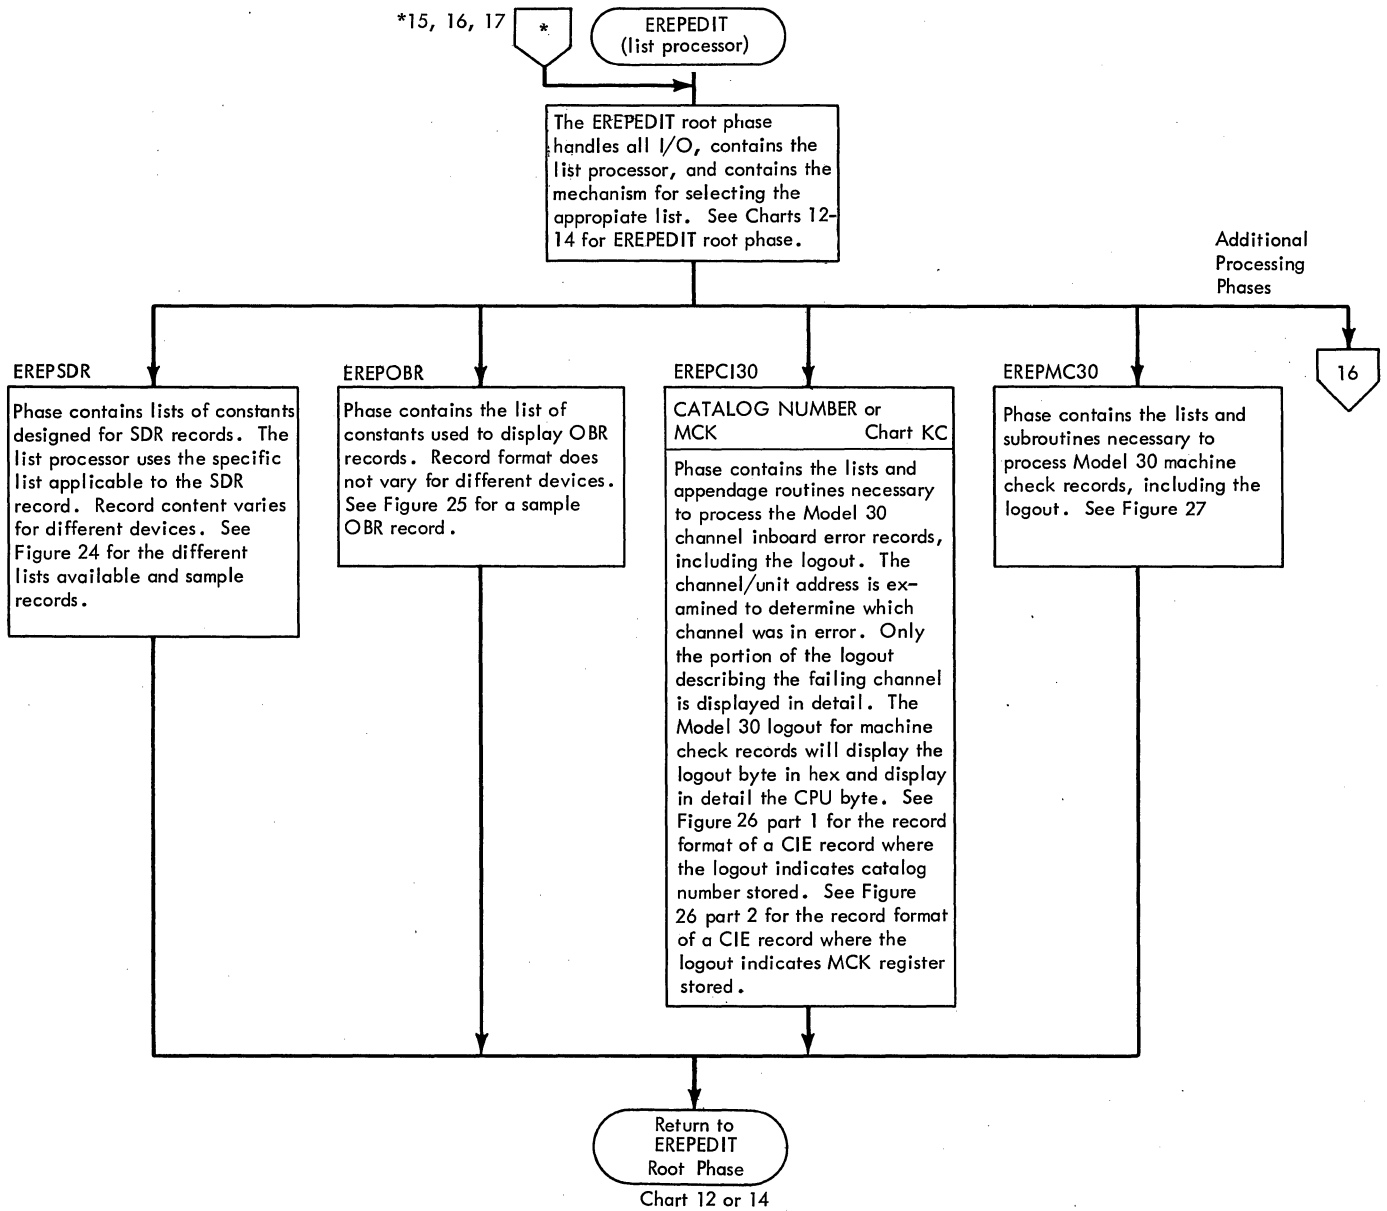 *15, 16, 17
*
EREPEDIT
(list processor)
The EREPEDIT root phase
handles all I/O, contains the
list processor, and contains the
mechanism for selecting the
appropiate list. See Charts 12-
14 for EREPEDIT root phase.
Additional
Processing
Phases
16
EREPSDR
Phase contains lists of constants
designed for SDR records. The
list processor uses the specific
list applicable to the SDR
record. Record content varies
for different devices. See
Figure 24 for the different
lists available and sample
records.
EREPOBR
Phase contains the list of
constants used to display OBR
records. Record format does
not vary for different devices.
See Figure 25 for a sample
OBR record.
EREPCI30
CATALOG NUMBER or
MCK Chart KC
Phase contains the lists and
appendage routines necessary
to process the Model 30
channel inboard error records,
including the logout. The
channel/unit address is ex-
amined to determine which
channel was in error. Only
the portion of the logout
describing the failing channel
is displayed in detail. The
Model 30 logout for machine
check records will display the
logout byte in hex and display
in detail the CPU byte. See
Figure 26 part 1 for the record
format of a CIE record where
the logout indicates catalog
number stored. See Figure
26 part 2 for the record format
of a CIE record where the
logout indicates MCK register
stored.
EREPMC30
Phase contains the lists and
subroutines necessary to
process Model 30 machine
check records, including the
logout. See Figure 27
Return to
EREPEDIT
Root Phase
Chart 12 or 14